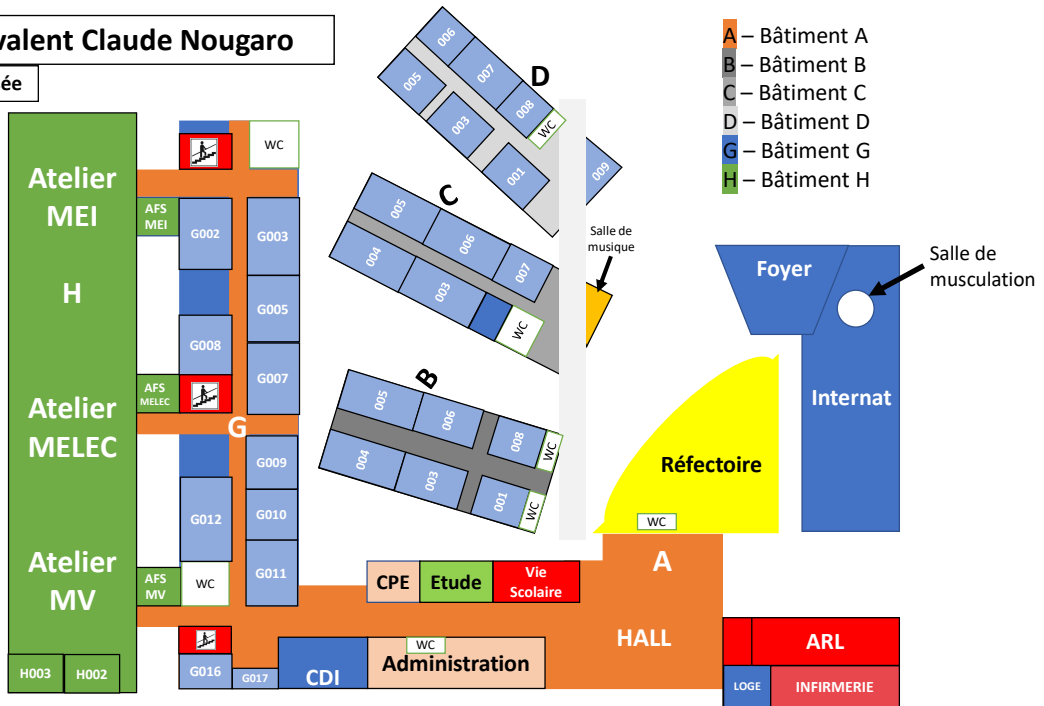 valent Claude Nougaro
ée
A – Bâtiment A
B – Bâtiment B
C – Bâtiment C
D – Bâtiment D
G – Bâtiment G
H – Bâtiment H
D
006
007
008
WC
005
003
001
009
C
005
006
007
004
003
WC
Salle de
musique
B
005
006
008
WC
004
003
001
WC
Atelier
MEI
H
Atelier
MELEC
Atelier
MV
H003
H002
AFS
MEI
AFS
MELEC
AFS
MV
WC
G002
G003
G005
G008
G007
G
G009
G012
G010
G011
WC
G016
G017
CDI
CPE
Etude
Vie
Scolaire
WC
Administration
A
HALL
Réfectoire
WC
Foyer
Salle de
musculation
Internat
ARL
LOGE
INFIRMERIE